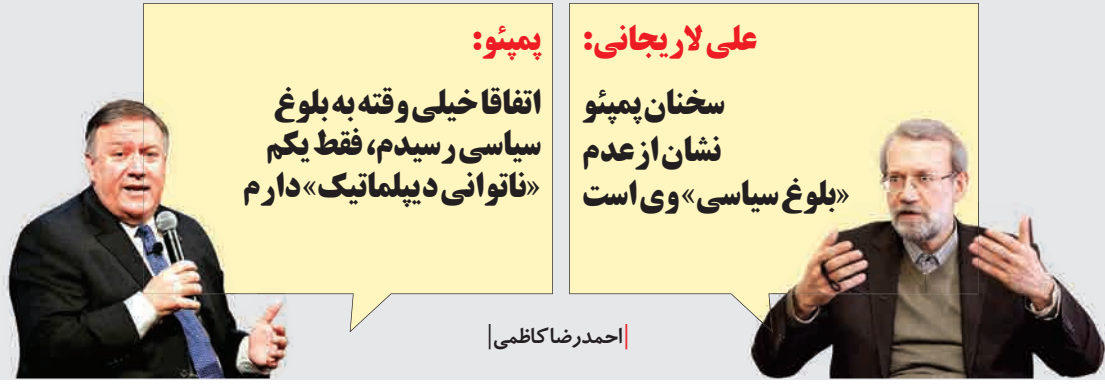 علی لاریجانی:
سخنان پمپئو
نشان از عدم
«بلوغ سیاسی» وی است
پمپئو:
اتفاقا خیلی وقته به بلوغ
سیاسی رسیدم، فقط یکم
«ناتوانی دیپلماتیک» دارم
|احمدرضا کاظمی|